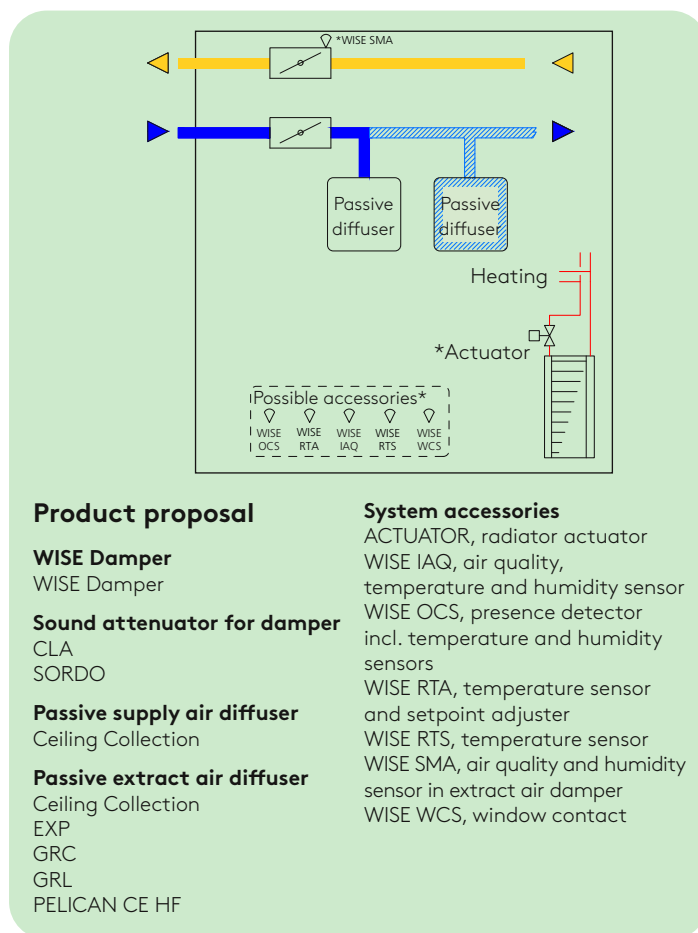 *WISE SMA
Passive
diffuser
Passive
diffuser
Heating
*Actuator
Possible accessories*
WISE
OCS
WISE
RTA
WISE
IAQ
WISE
RTS
WISE
WCS
Product proposal
WISE Damper
WISE Damper
Sound attenuator for damper
CLA
SORDO
Passive supply air diffuser
Ceiling Collection
Passive extract air diffuser
Ceiling Collection
EXP
GRC
GRL
PELICAN CE HF
System accessories
ACTUATOR, radiator actuator
WISE IAQ, air quality,
temperature and humidity sensor
WISE OCS, presence detector
incl. temperature and humidity
sensors
WISE RTA, temperature sensor
and setpoint adjuster
WISE RTS, temperature sensor
WISE SMA, air quality and humidity
sensor in extract air damper
WISE WCS, window contact